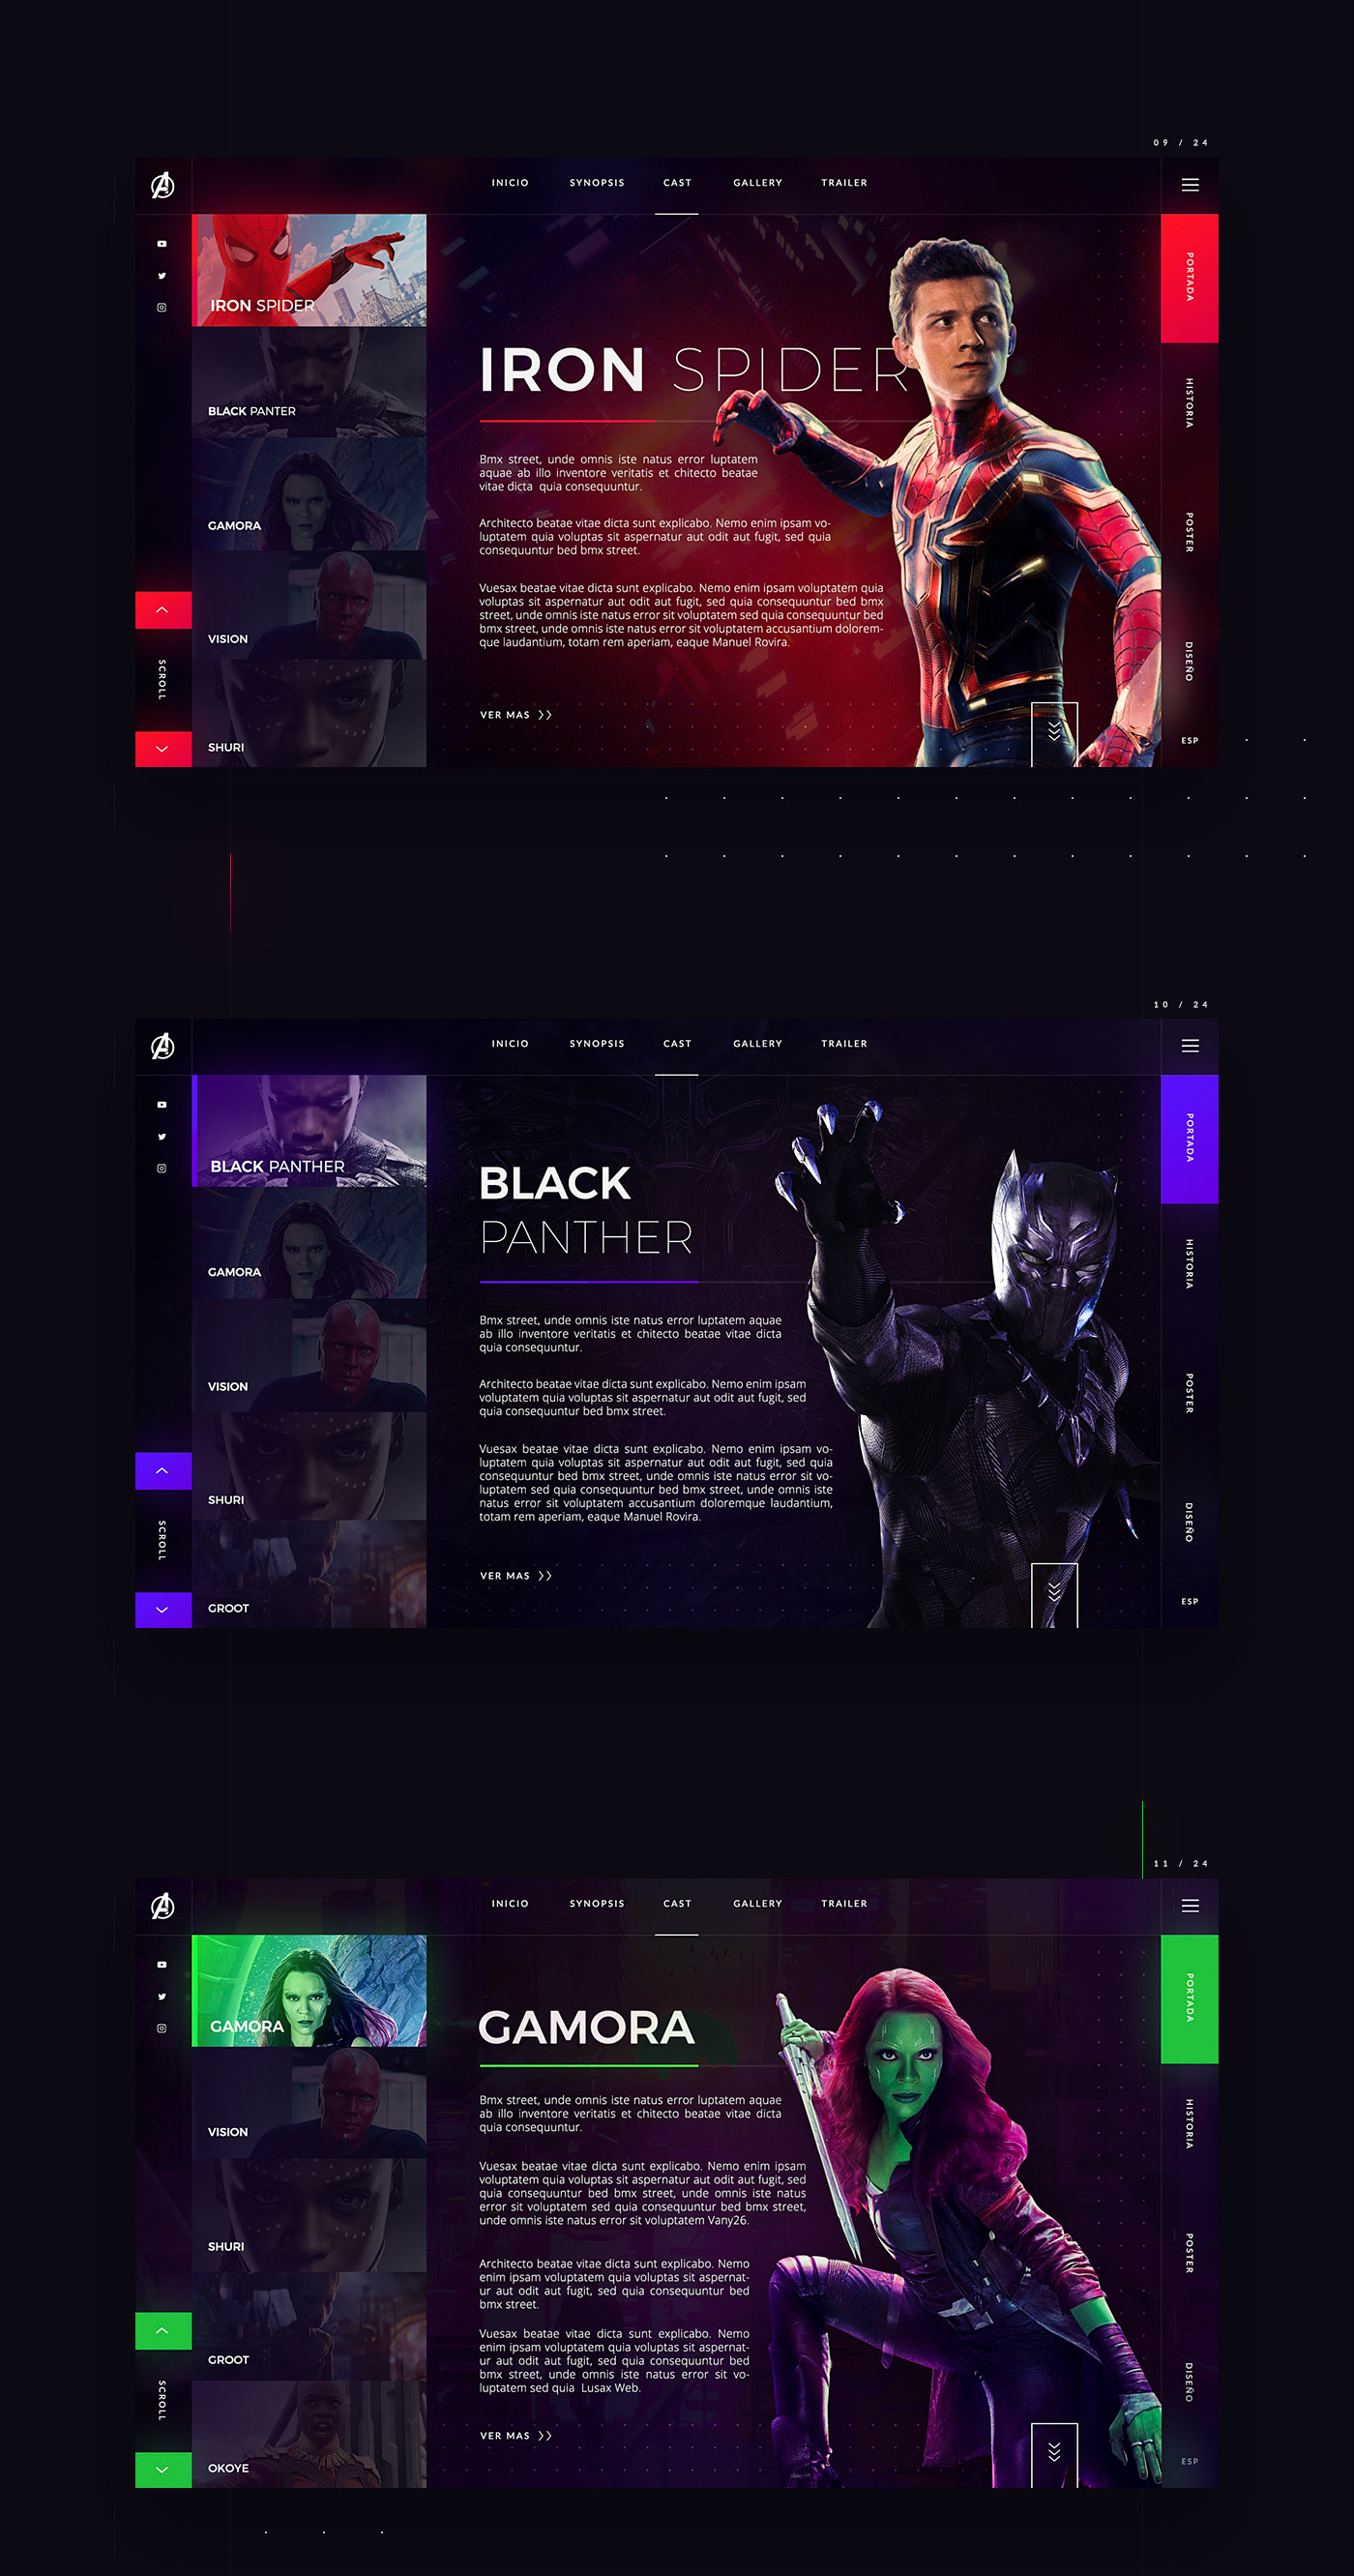 09 / 24
INICIO SYNOPSIS CAST GALLERY TRAILER
IRON SPIDER
BLACK PANTER
GAMORA
VISION
SHURI
SCROLL
IRON SPIDER
Bmx street, unde omnis iste natus error luptatem
aquae ab illo inventore veritatis et chitecto beatae
vitae dicta quia consequuntur.
Architecto beatae vitae dicta sunt explicabo. Nemo enim ipsam vo-
luptatem quia voluptas sit aspernatur aut odit aut fugit, sed quia
consequuntur bed bmx street.
Vuesax beatae vitae dicta sunt explicabo. Nemo enim ipsam voluptatem quia
voluptas sit aspernatur aut odit aut fugit, sed quia consequuntur bed bmx
street, unde omnis iste natus error sit voluptatem sed quia consequuntur bed
bmx street, unde omnis iste natus error sit voluptatem accusantium dolorem-
que laudantium, totam rem aperiam, eaque Manuel Rovira.
VER MAS
PORTADA
HISTORIA
POSTER
DISEÑO
ESP
10 / 24
INICIO SYNOPSIS CAST GALLERY TRAILER
BLACK PANTHER
GAMORA
VISION
SHURI
GROOT
SCROLL
BLACK
PANTHER
Bmx street, unde omnis iste natus error luptatem aquae
ab illo inventore veritatis et chitecto beatae vitae dicta
quia consequuntur.
Architecto beatae vitae dicta sunt explicabo. Nemo enim ipsam
voluptatem quia voluptas sit aspernatur aut odit aut fugit, sed
quia consequuntur bed bmx street.
Vuesax beatae vitae dicta sunt explicabo. Nemo enim ipsam vo-
luptatem quia voluptas sit aspernatur aut odit aut fugit, sed quia
consequuntur bed bmx street, unde omnis iste natus error sit vo-
luptatem sed quia consequuntur bed bmx street, unde omnis iste
natus error sit voluptatem accusantium doloremque laudantium,
totam rem aperiam, eaque Manuel Rovira.
VER MAS
PORTADA
HISTORIA
POSTER
DISEÑO
ESP
11 / 24
INICIO SYNOPSIS CAST GALLERY TRAILER
GAMORA
VISION
SHURI
GROOT
OKOYE
SCROLL
GAMORA
Bmx street, unde omnis iste natus error luptatem aquae
ab illo inventore veritatis et chitecto beatae vitae dicta
quia consequuntur.
Vuesax beatae vitae dicta sunt explicabo. Nemo enim ipsam
voluptatem quia voluptas sit aspernatur aut odit aut fugit, sed
quia consequuntur bed bmx street, unde omnis iste natus
error sit voluptatem sed quia consequuntur bed bmx street,
unde omnis iste natus error sit voluptatem Vany26.
Architecto beatae vitae dicta sunt explicabo. Nemo
enim ipsam voluptatem quia voluptas sit aspernat-
ur aut odit aut fugit, sed quia consequuntur bed
bmx street.
Vuesax beatae vitae dicta sunt explicabo. Nemo
enim ipsam voluptatem quia voluptas sit aspernat-
ur aut odit aut fugit, sed quia consequuntur bed
bmx street, unde omnis iste natus error sit vo-
luptatem sed quia Lusax Web.
VER MAS
PORTADA
HISTORIA
POSTER
DISEÑO
ESP